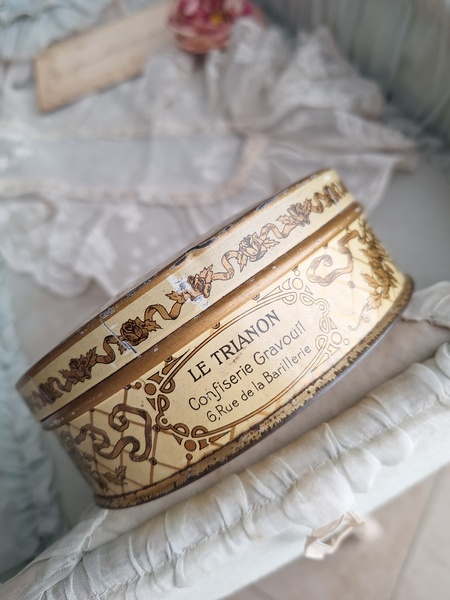 LE TRIANON
Confiserie Gravouil
6, Rue de la Barillerie